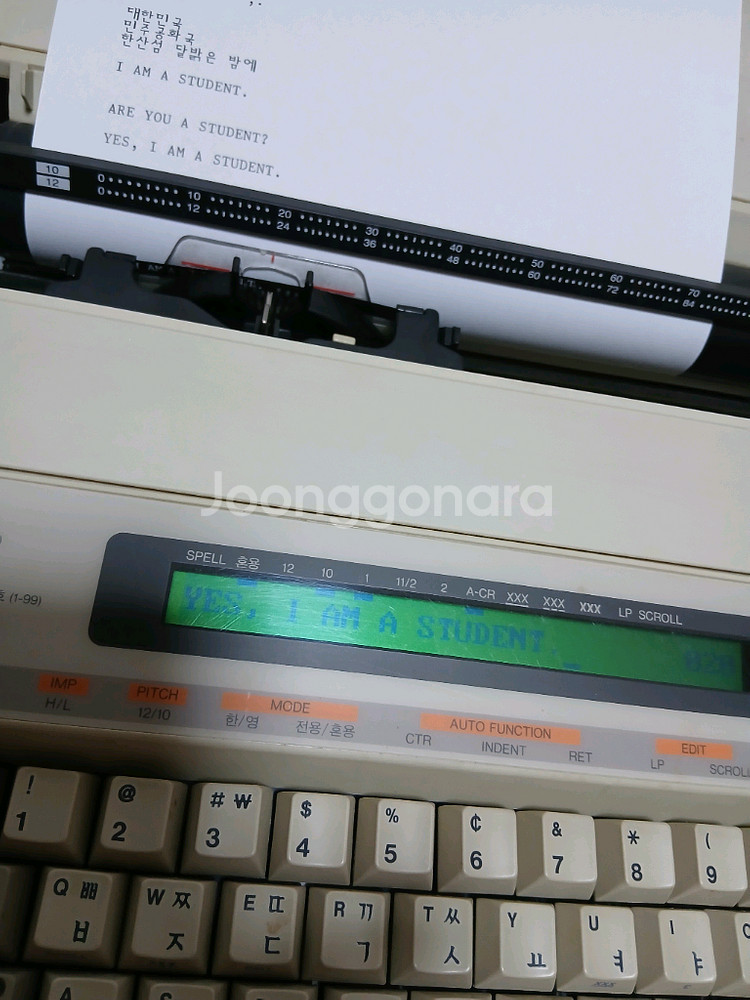 대한민국
민주공화국
한산섬 달밝은 밤에
I AM A STUDENT.
ARE YOU A STUDENT?
YES, I AM A STUDENT.
10 0 10 20 30 40 50 60 70
12 0 12 24 36 48 60 72 84
Joonggonara
SPELL 혼용 12 10 1 11/2 2 A-CR XXX XXX XXX LP SCROLL
(1-99)
YES, I AM A STUDENT._
IMP PITCH MODE AUTO FUNCTION EDIT
H/L 12/10 한/영 전용/혼용 CTR INDENT RET LP SCROLL
! @ # ₩ $ % ¢ & * (
1 2 3 4 5 6 7 8 9
Q ㅃ W ㅉ E ㄸ R ㄲ T ㅆ Y U I
ㅂ ㅈ ㄷ ㄱ ㅅ ㅛ ㅕ ㅑ
A S